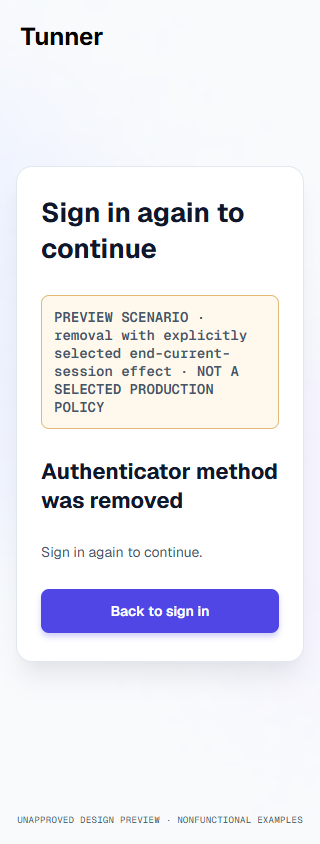 Tunner
Sign in again to
continue
PREVIEW SCENARIO ·
removal with explicitly
selected end-current-
session effect · NOT A
SELECTED PRODUCTION
POLICY
Authenticator method
was removed
Sign in again to continue.
Back to sign in
UNAPPROVED DESIGN PREVIEW · NONFUNCTIONAL EXAMPLES